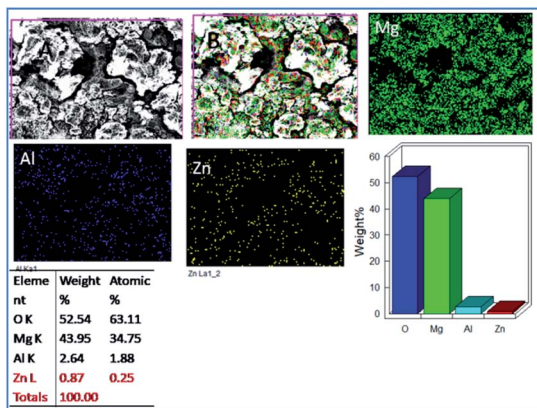 A
B
Mg
Al
Zn
Al Ka1
Zn La1_2
60
50
40
30
20
10
0
Weight%
O Mg Al Zn
Eleme Weight Atomic
nt % %
O K 52.54 63.11
Mg K 43.95 34.75
Al K 2.64 1.88
Zn L 0.87 0.25
Totals 100.00